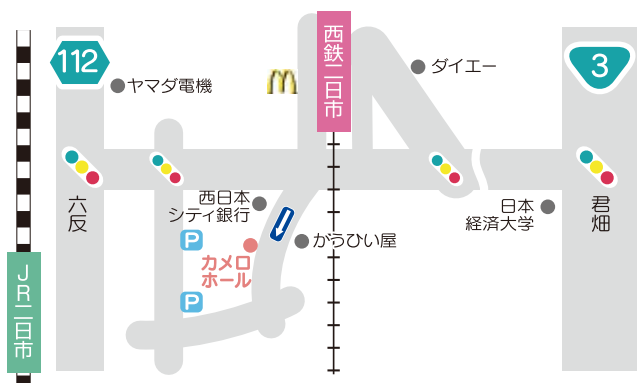 112
ヤマダ電機
西鉄二日市
ダイエー
3
六反
西日本
シティ銀行
日本
経済大学
君畑
P
かうひい屋
カメロ
ホール
P
JR二日市